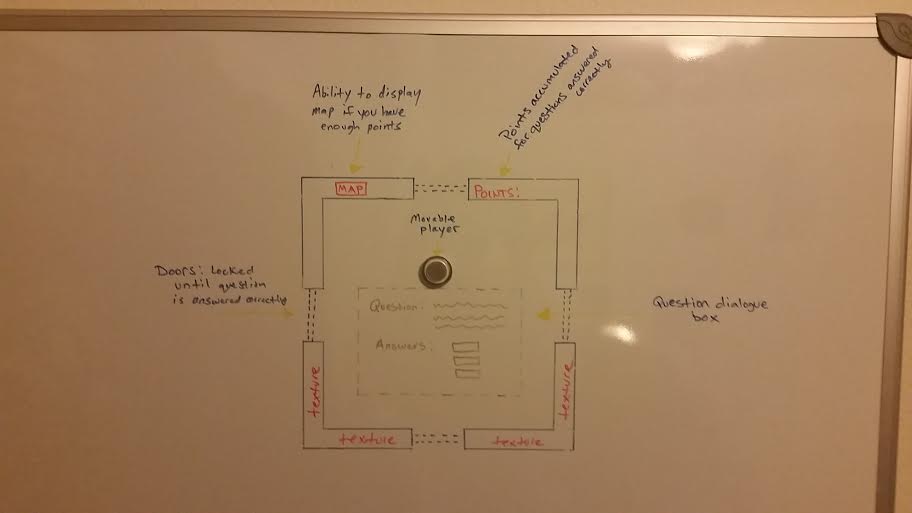 Ability to display
map if you have
enough points
Points accumulated
for questions answered
correctly
MAP
POINTS:
Movable
player
Doors: Locked
until question
is answered correctly
Question:
Answers:
Question dialogue
box
texture
texture
texture
texture